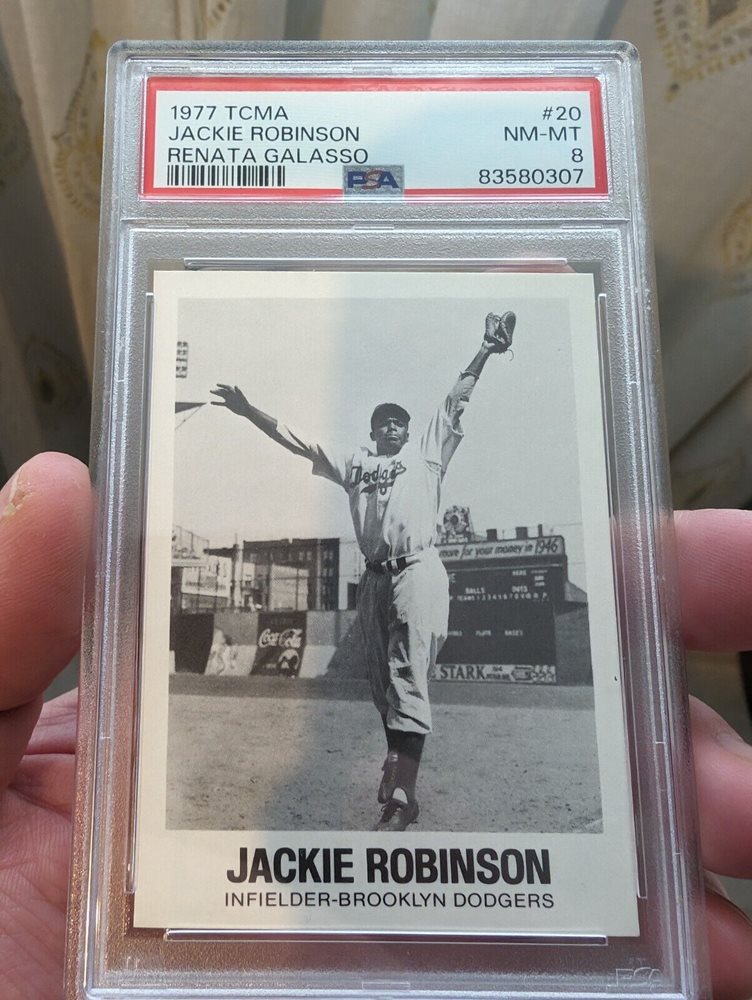 1977 TCMA #20
JACKIE ROBINSON NM-MT
RENATA GALASSO 8
PSA 83580307
Dodgers
more for your money in 1946
BALLS OUTS
Coca-Cola
STARK
JACKIE ROBINSON
INFIELDER-BROOKLYN DODGERS
PSA